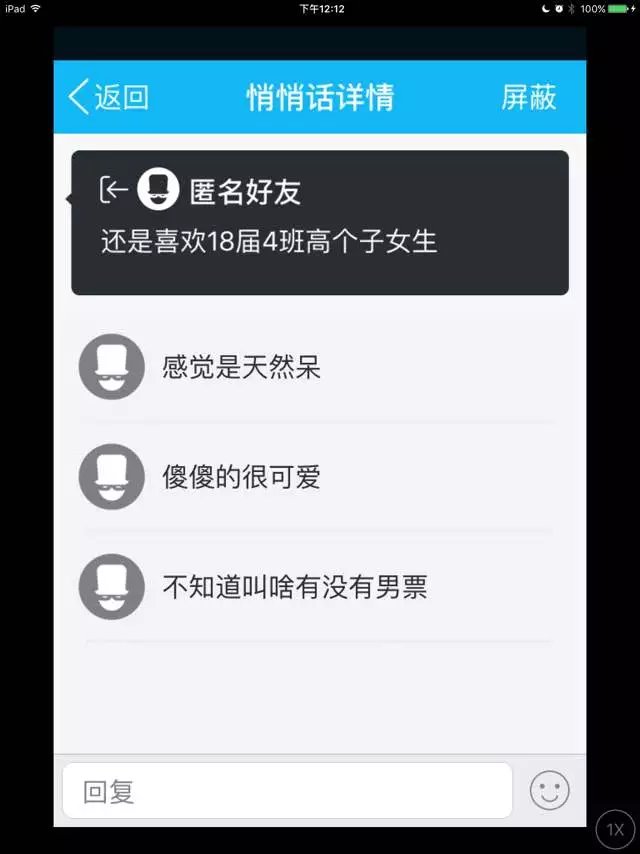 iPad 下午12:12 100%
返回 悄悄话详情 屏蔽
匿名好友
还是喜欢18届4班高个子女生
感觉是天然呆
傻傻的很可爱
不知道叫啥有没有男票
回复
1X